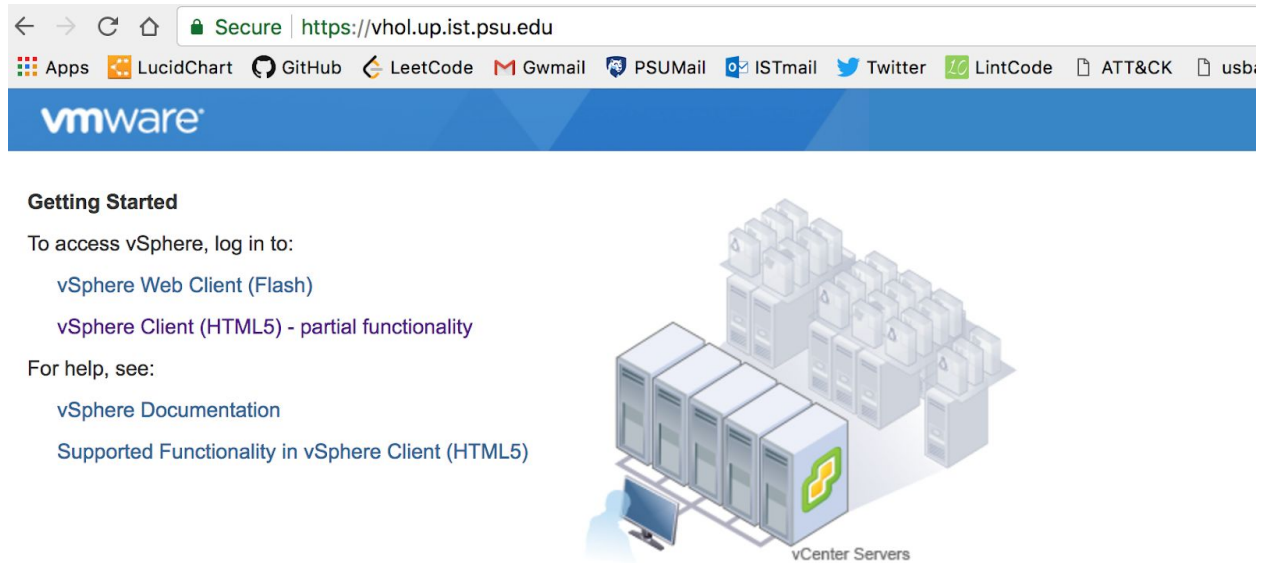 Secure https://vhol.up.ist.psu.edu
Apps LucidChart GitHub LeetCode Gwmail PSUMail ISTmail Twitter LintCode ATT&CK usba
vmware
Getting Started
To access vSphere, log in to:
vSphere Web Client (Flash)
vSphere Client (HTML5) - partial functionality
For help, see:
vSphere Documentation
Supported Functionality in vSphere Client (HTML5)
vCenter Servers